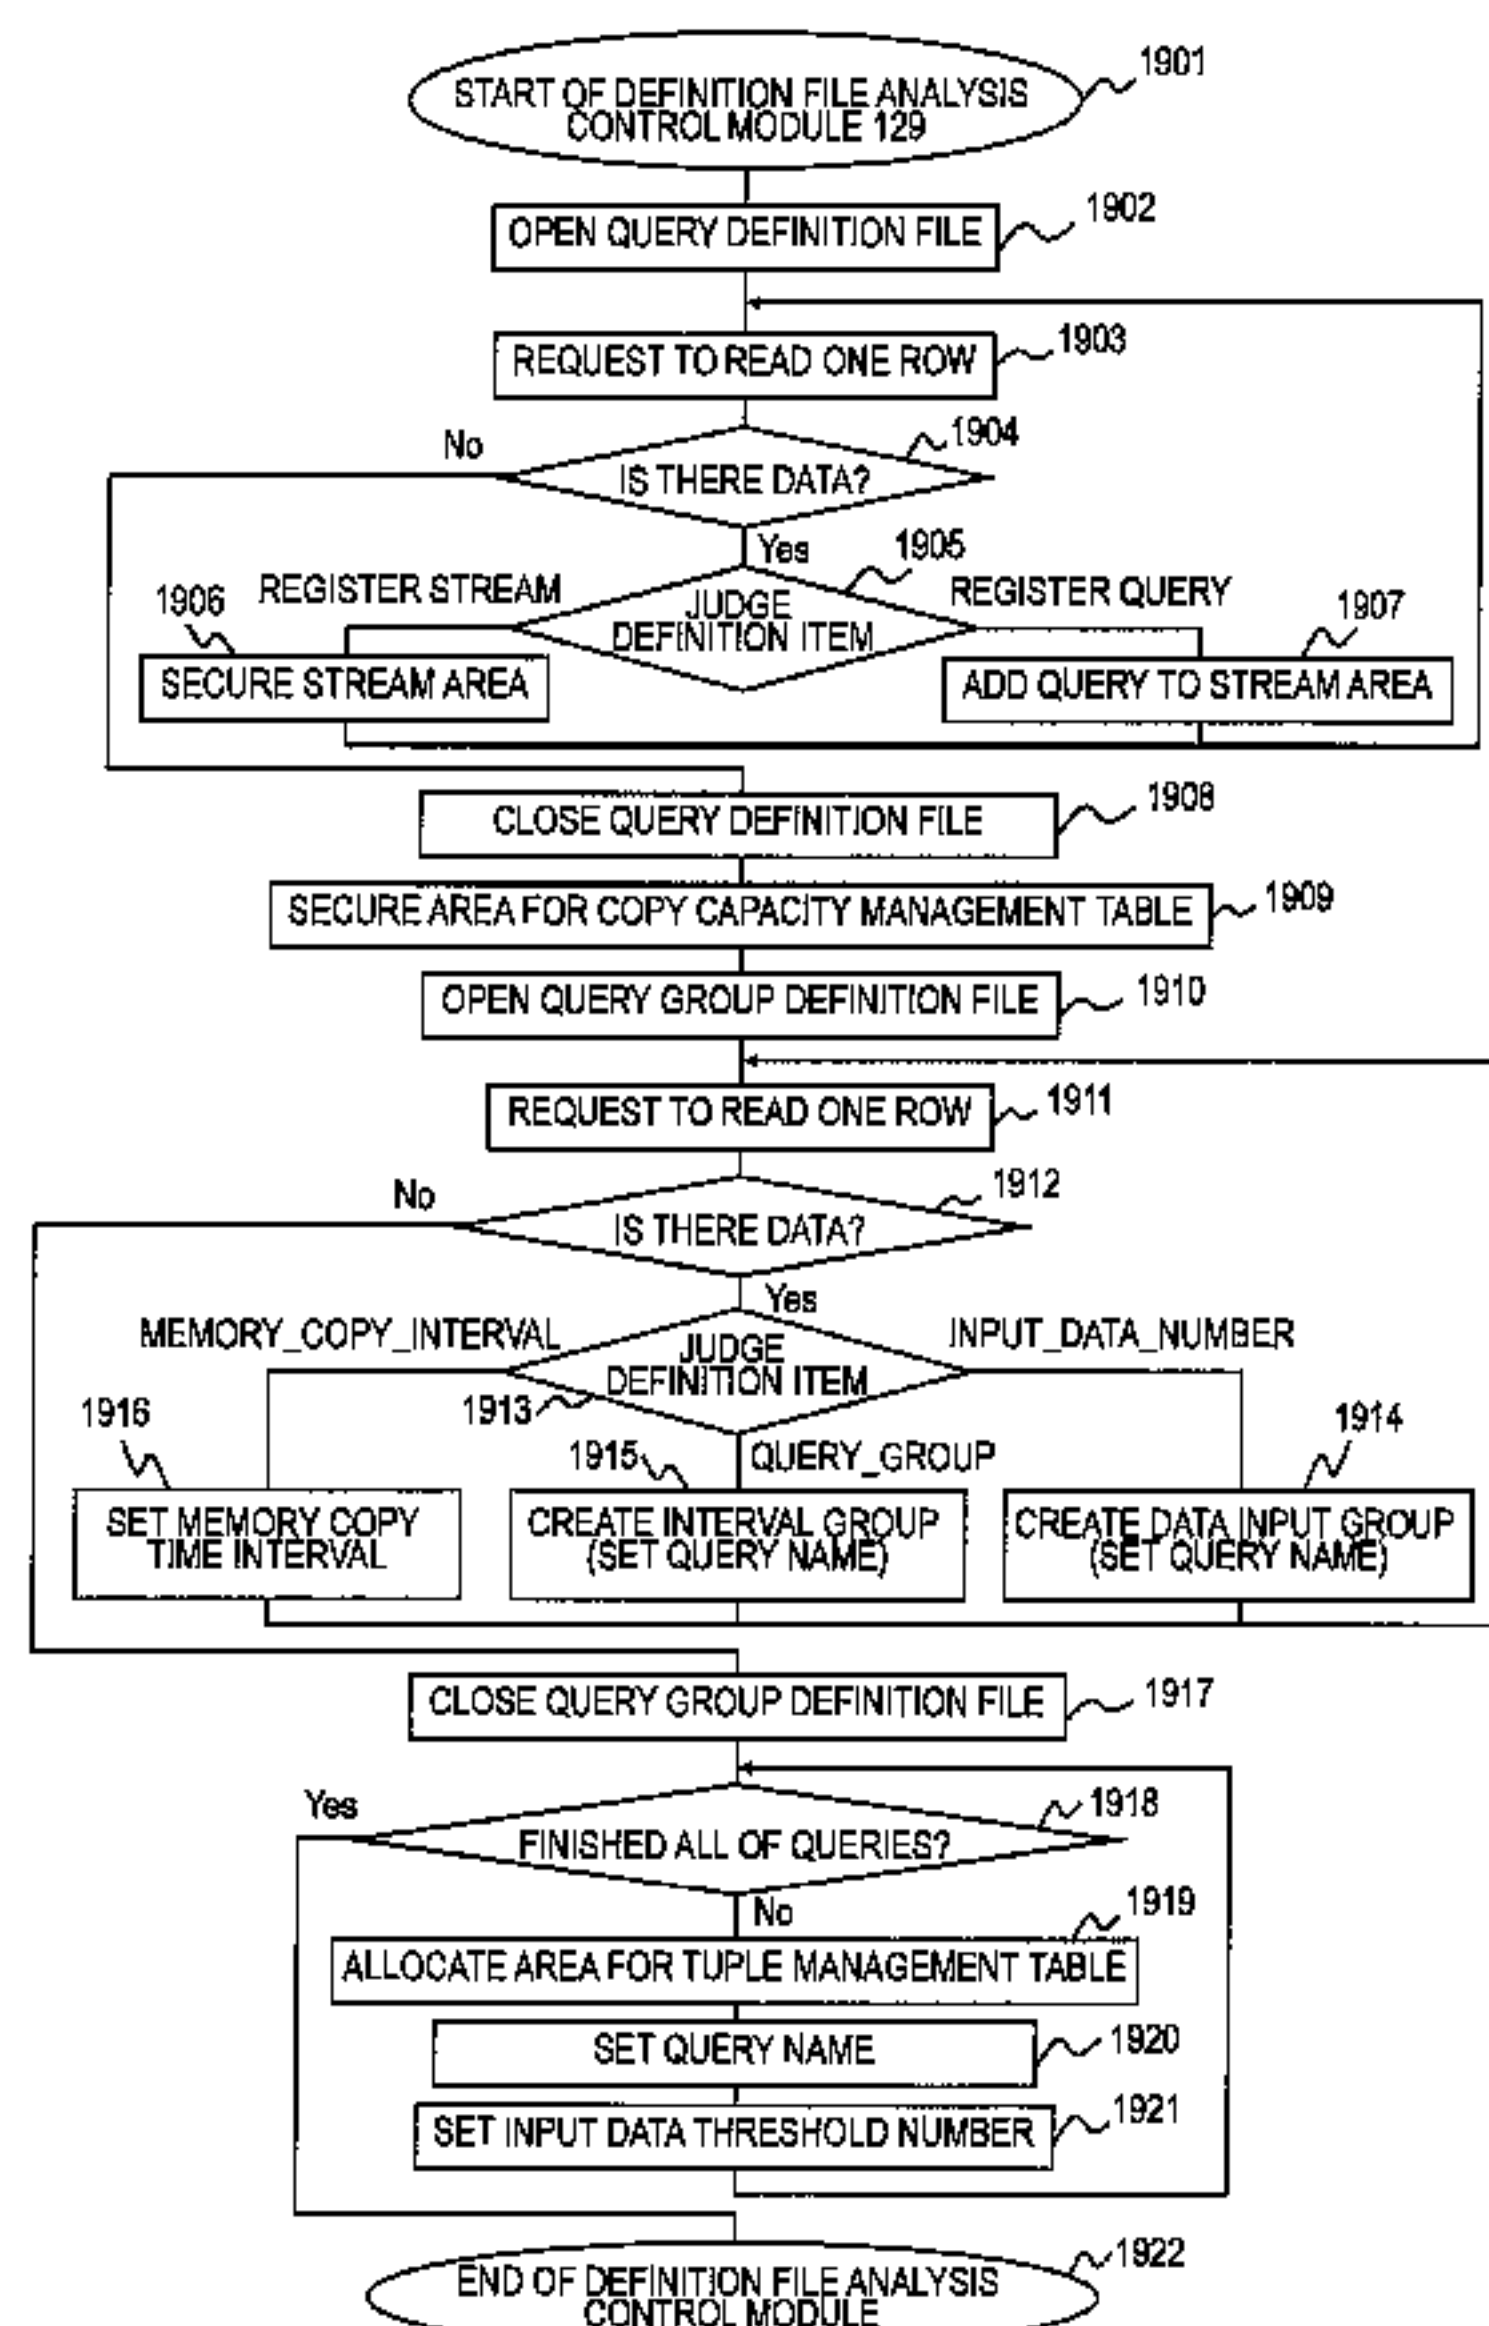 START OF DEFINITION FILE ANALYSIS
CONTROL MODULE 129
1901
OPEN QUERY DEFINITION FILE
1902
REQUEST TO READ ONE ROW
1903
No
IS THERE DATA?
1904
Yes
REGISTER STREAM
JUDGE
DEFINITION ITEM
1905
REGISTER QUERY
1906
SECURE STREAM AREA
1907
ADD QUERY TO STREAM AREA
CLOSE QUERY DEFINITION FILE
1908
SECURE AREA FOR COPY CAPACITY MANAGEMENT TABLE
1909
OPEN QUERY GROUP DEFINITION FILE
1910
REQUEST TO READ ONE ROW
1911
No
IS THERE DATA?
1912
Yes
MEMORY_COPY_INTERVAL
JUDGE
DEFINITION ITEM
INPUT_DATA_NUMBER
1913
1916
1915
QUERY_GROUP
1914
SET MEMORY COPY
TIME INTERVAL
CREATE INTERVAL GROUP
(SET QUERY NAME)
CREATE DATA INPUT GROUP
(SET QUERY NAME)
CLOSE QUERY GROUP DEFINITION FILE
1917
Yes
FINISHED ALL OF QUERIES?
1918
No
1919
ALLOCATE AREA FOR TUPLE MANAGEMENT TABLE
SET QUERY NAME
1920
SET INPUT DATA THRESHOLD NUMBER
1921
END OF DEFINITION FILE ANALYSIS
CONTROL MODULE
1922